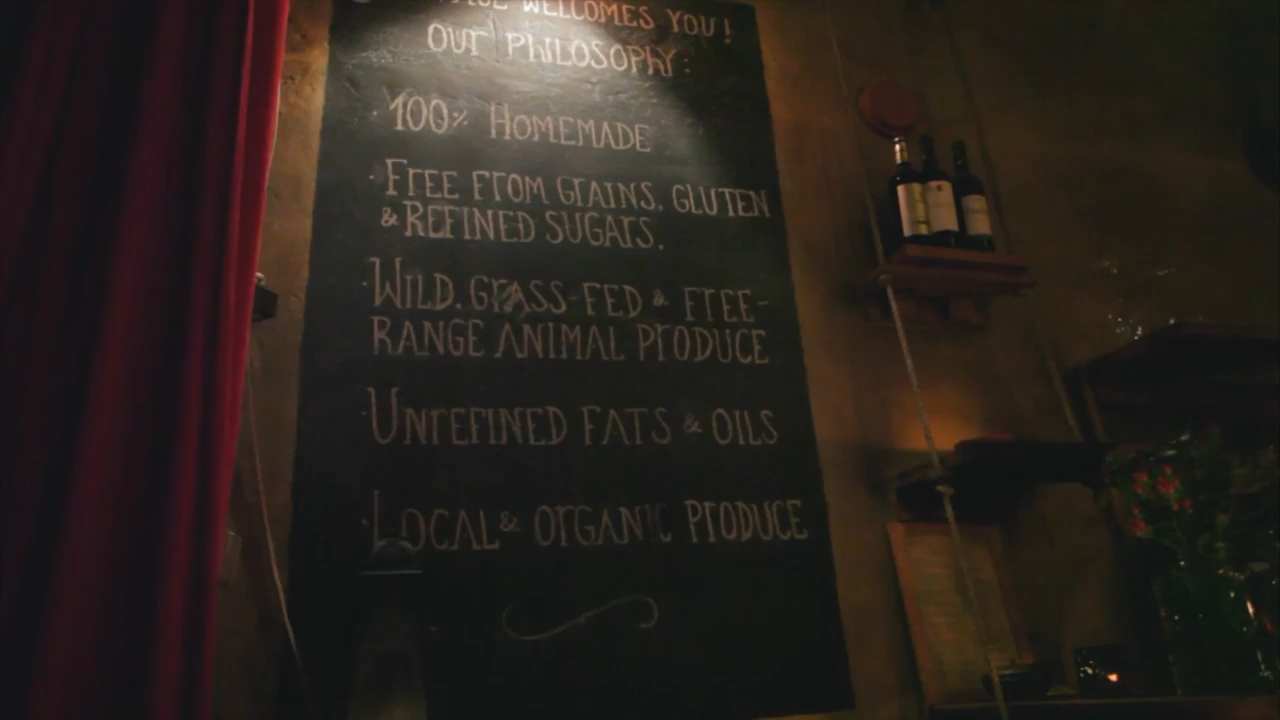 WELCOMES YOU!
OUR PHILOSOPHY:
· 100% HOMEMADE
· FREE FROM GRAINS, GLUTEN
& REFINED SUGARS.
· WILD, GRASS-FED & FREE-
RANGE ANIMAL PRODUCE
· UNREFINED FATS & OILS
· LOCAL & ORGANIC PRODUCE